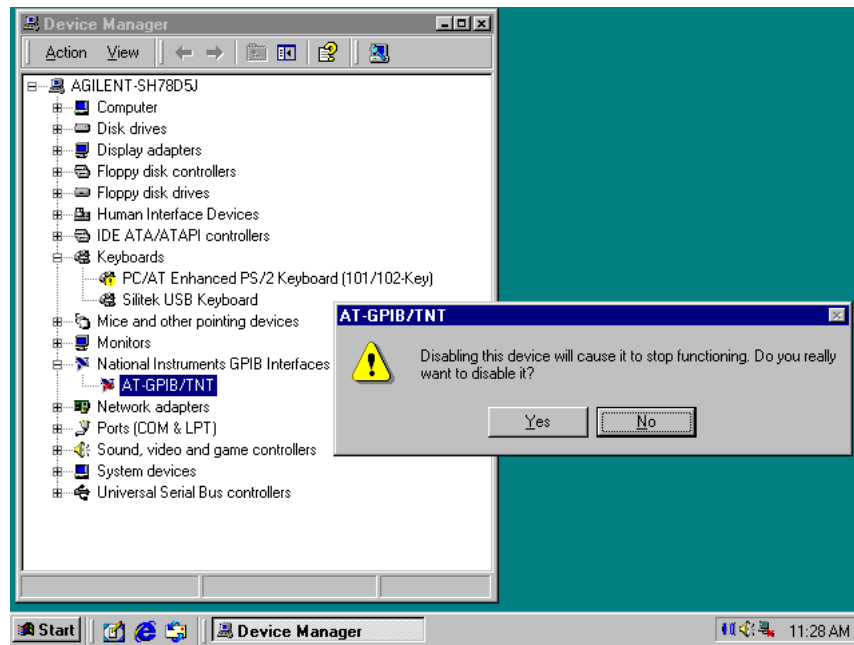 Device Manager
Action View
AGILENT-SH78D5J
Computer
Disk drives
Display adapters
Floppy disk controllers
Floppy disk drives
Human Interface Devices
IDE ATA/ATAPI controllers
Keyboards
PC/AT Enhanced PS/2 Keyboard (101/102-Key)
Silitek USB Keyboard
Mice and other pointing devices
Monitors
National Instruments GPIB Interfaces
AT-GPIB/TNT
Network adapters
Ports (COM & LPT)
Sound, video and game controllers
System devices
Universal Serial Bus controllers
AT-GPIB/TNT
Disabling this device will cause it to stop functioning. Do you really
want to disable it?
Yes No
Start Device Manager 11:28 AM